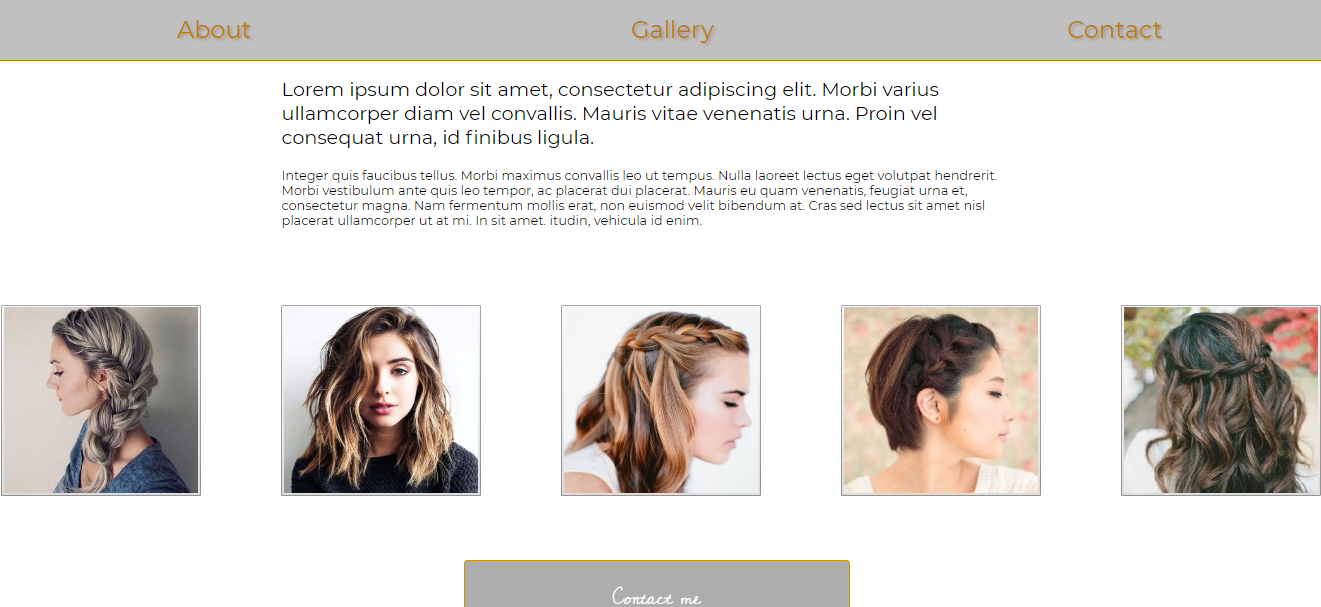 About Gallery Contact
Lorem ipsum dolor sit amet, consectetur adipiscing elit. Morbi varius
ullamcorper diam vel convallis. Mauris vitae venenatis urna. Proin vel
consequat urna, id finibus ligula.
Integer quis faucibus tellus. Morbi maximus convallis leo ut tempus. Nulla laoreet lectus eget volutpat hendrerit.
Morbi vestibulum ante quis leo tempor, ac placerat dui placerat. Mauris eu quam venenatis, feugiat urna et,
consectetur magna. Nam fermentum mollis erat, non euismod velit bibendum at. Cras sed lectus sit amet nisl
placerat ullamcorper ut at mi. In sit amet. itudin, vehicula id enim.
Contact me